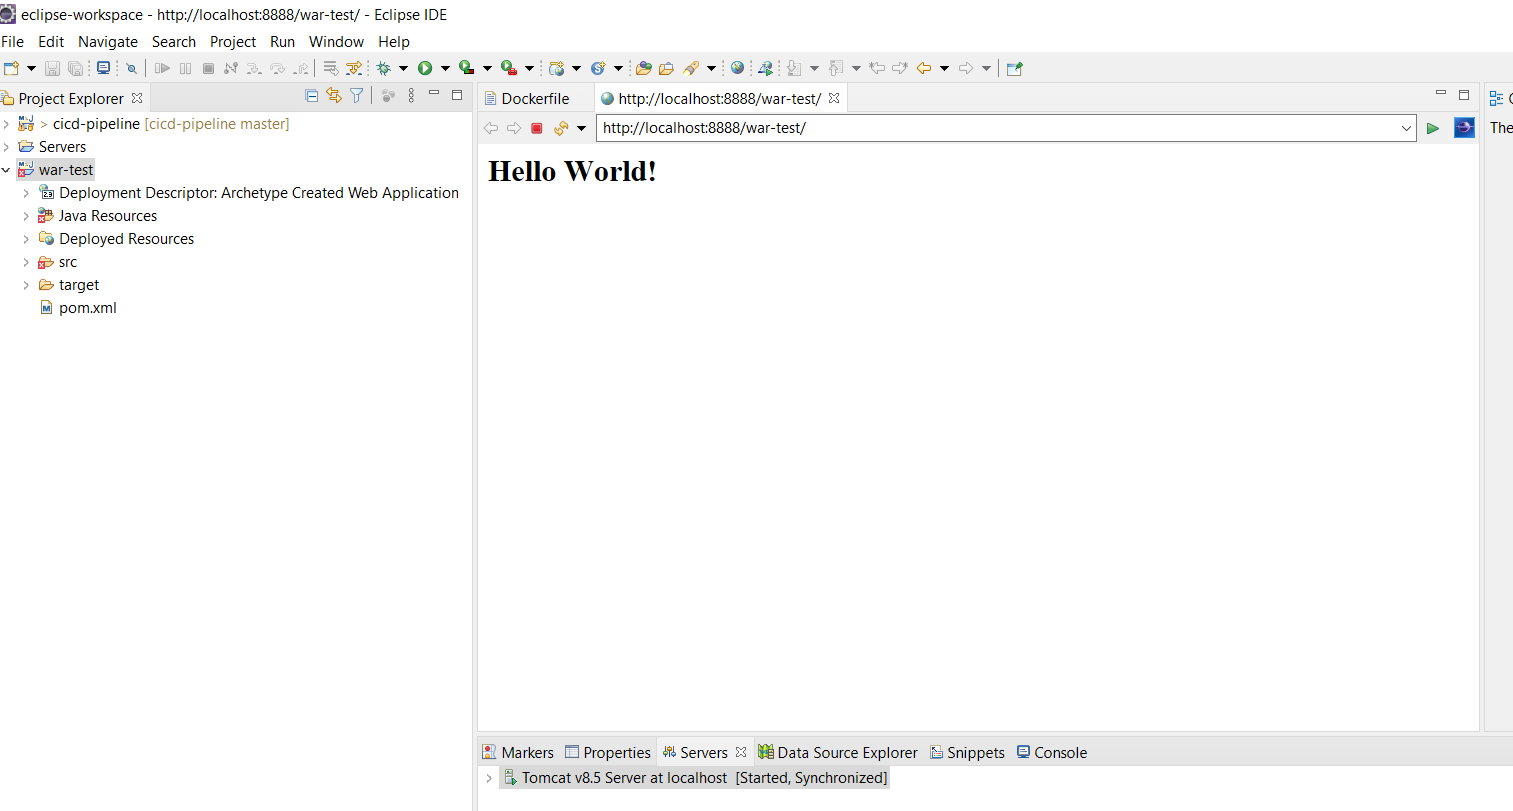 eclipse-workspace - http://localhost:8888/war-test/ - Eclipse IDE
File Edit Navigate Search Project Run Window Help
Project Explorer
> cicd-pipeline [cicd-pipeline master]
Servers
war-test
Deployment Descriptor: Archetype Created Web Application
Java Resources
Deployed Resources
src
target
pom.xml
Dockerfile http://localhost:8888/war-test/
http://localhost:8888/war-test/
Hello World!
The
Markers Properties Servers Data Source Explorer Snippets Console
Tomcat v8.5 Server at localhost [Started, Synchronized]